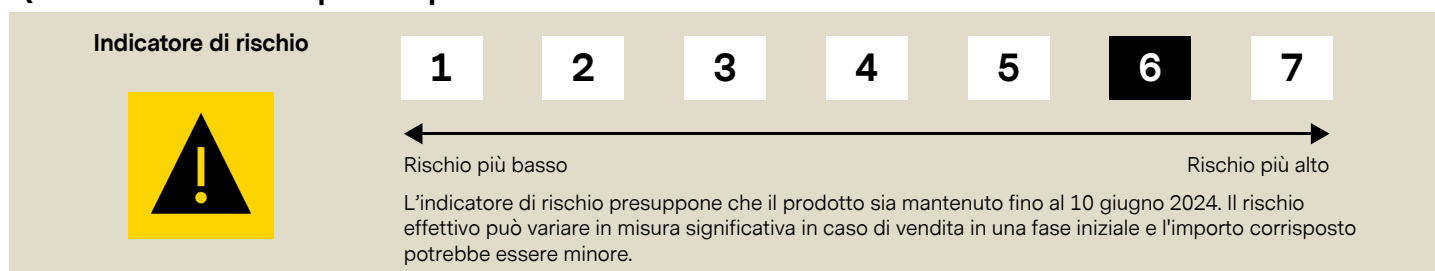 Indicatore di rischio
1 2 3 4 5 6 7
Rischio più basso Rischio più alto
L'indicatore di rischio presuppone che il prodotto sia mantenuto fino al 10 giugno 2024. Il rischio
effettivo può variare in misura significativa in caso di vendita in una fase iniziale e l'importo corrisposto
potrebbe essere minore.